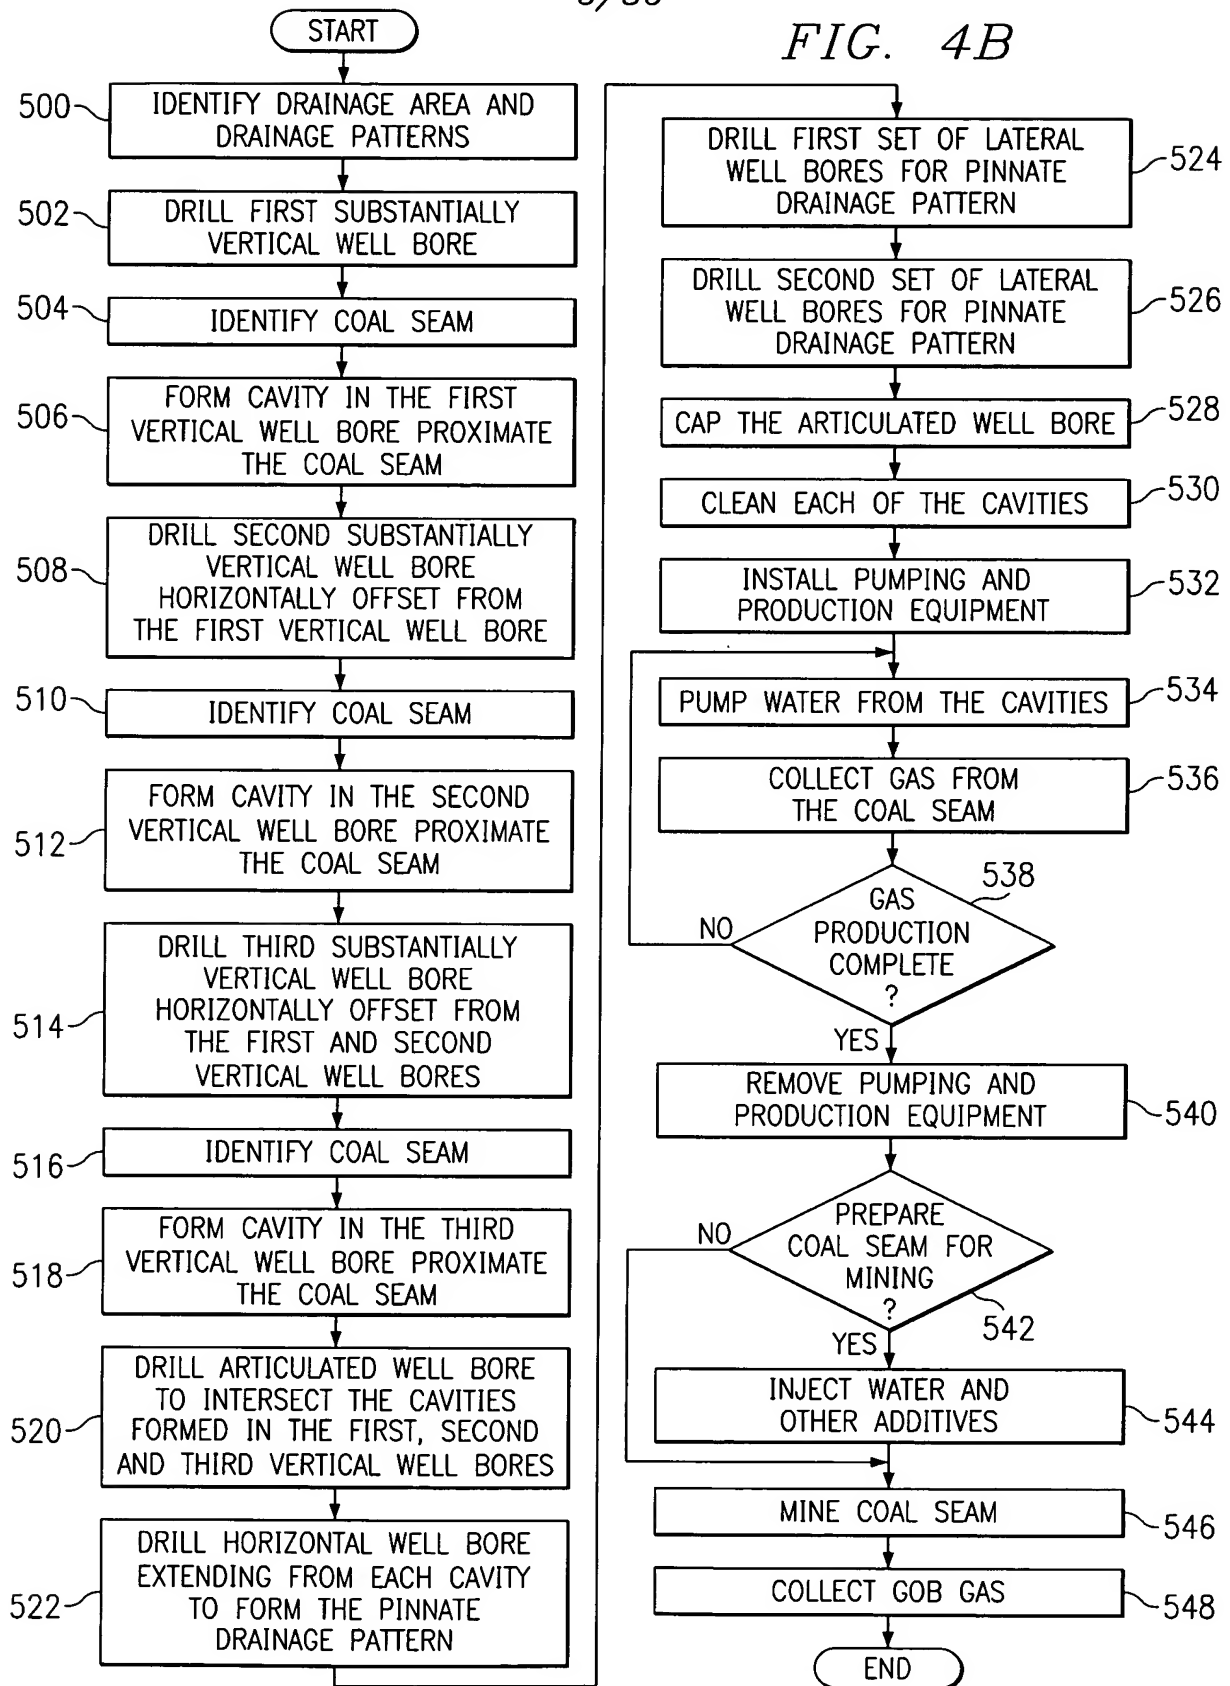 FIG. 4B
START
500
IDENTIFY DRAINAGE AREA AND
DRAINAGE PATTERNS
502
DRILL FIRST SUBSTANTIALLY
VERTICAL WELL BORE
504
IDENTIFY COAL SEAM
506
FORM CAVITY IN THE FIRST
VERTICAL WELL BORE PROXIMATE
THE COAL SEAM
508
DRILL SECOND SUBSTANTIALLY
VERTICAL WELL BORE
HORIZONTALLY OFFSET FROM
THE FIRST VERTICAL WELL BORE
510
IDENTIFY COAL SEAM
512
FORM CAVITY IN THE SECOND
VERTICAL WELL BORE PROXIMATE
THE COAL SEAM
514
DRILL THIRD SUBSTANTIALLY
VERTICAL WELL BORE
HORIZONTALLY OFFSET FROM
THE FIRST AND SECOND
VERTICAL WELL BORES
516
IDENTIFY COAL SEAM
518
FORM CAVITY IN THE THIRD
VERTICAL WELL BORE PROXIMATE
THE COAL SEAM
520
DRILL ARTICULATED WELL BORE
TO INTERSECT THE CAVITIES
FORMED IN THE FIRST, SECOND
AND THIRD VERTICAL WELL BORES
522
DRILL HORIZONTAL WELL BORE
EXTENDING FROM EACH CAVITY
TO FORM THE PINNATE
DRAINAGE PATTERN
DRILL FIRST SET OF LATERAL
WELL BORES FOR PINNATE
DRAINAGE PATTERN
524
DRILL SECOND SET OF LATERAL
WELL BORES FOR PINNATE
DRAINAGE PATTERN
526
CAP THE ARTICULATED WELL BORE
528
CLEAN EACH OF THE CAVITIES
530
INSTALL PUMPING AND
PRODUCTION EQUIPMENT
532
PUMP WATER FROM THE CAVITIES
534
COLLECT GAS FROM
THE COAL SEAM
536
538
GAS
PRODUCTION
COMPLETE
?
NO
YES
REMOVE PUMPING AND
PRODUCTION EQUIPMENT
540
PREPARE
COAL SEAM FOR
MINING
?
NO
542
YES
INJECT WATER AND
OTHER ADDITIVES
544
MINE COAL SEAM
546
COLLECT GOB GAS
548
END